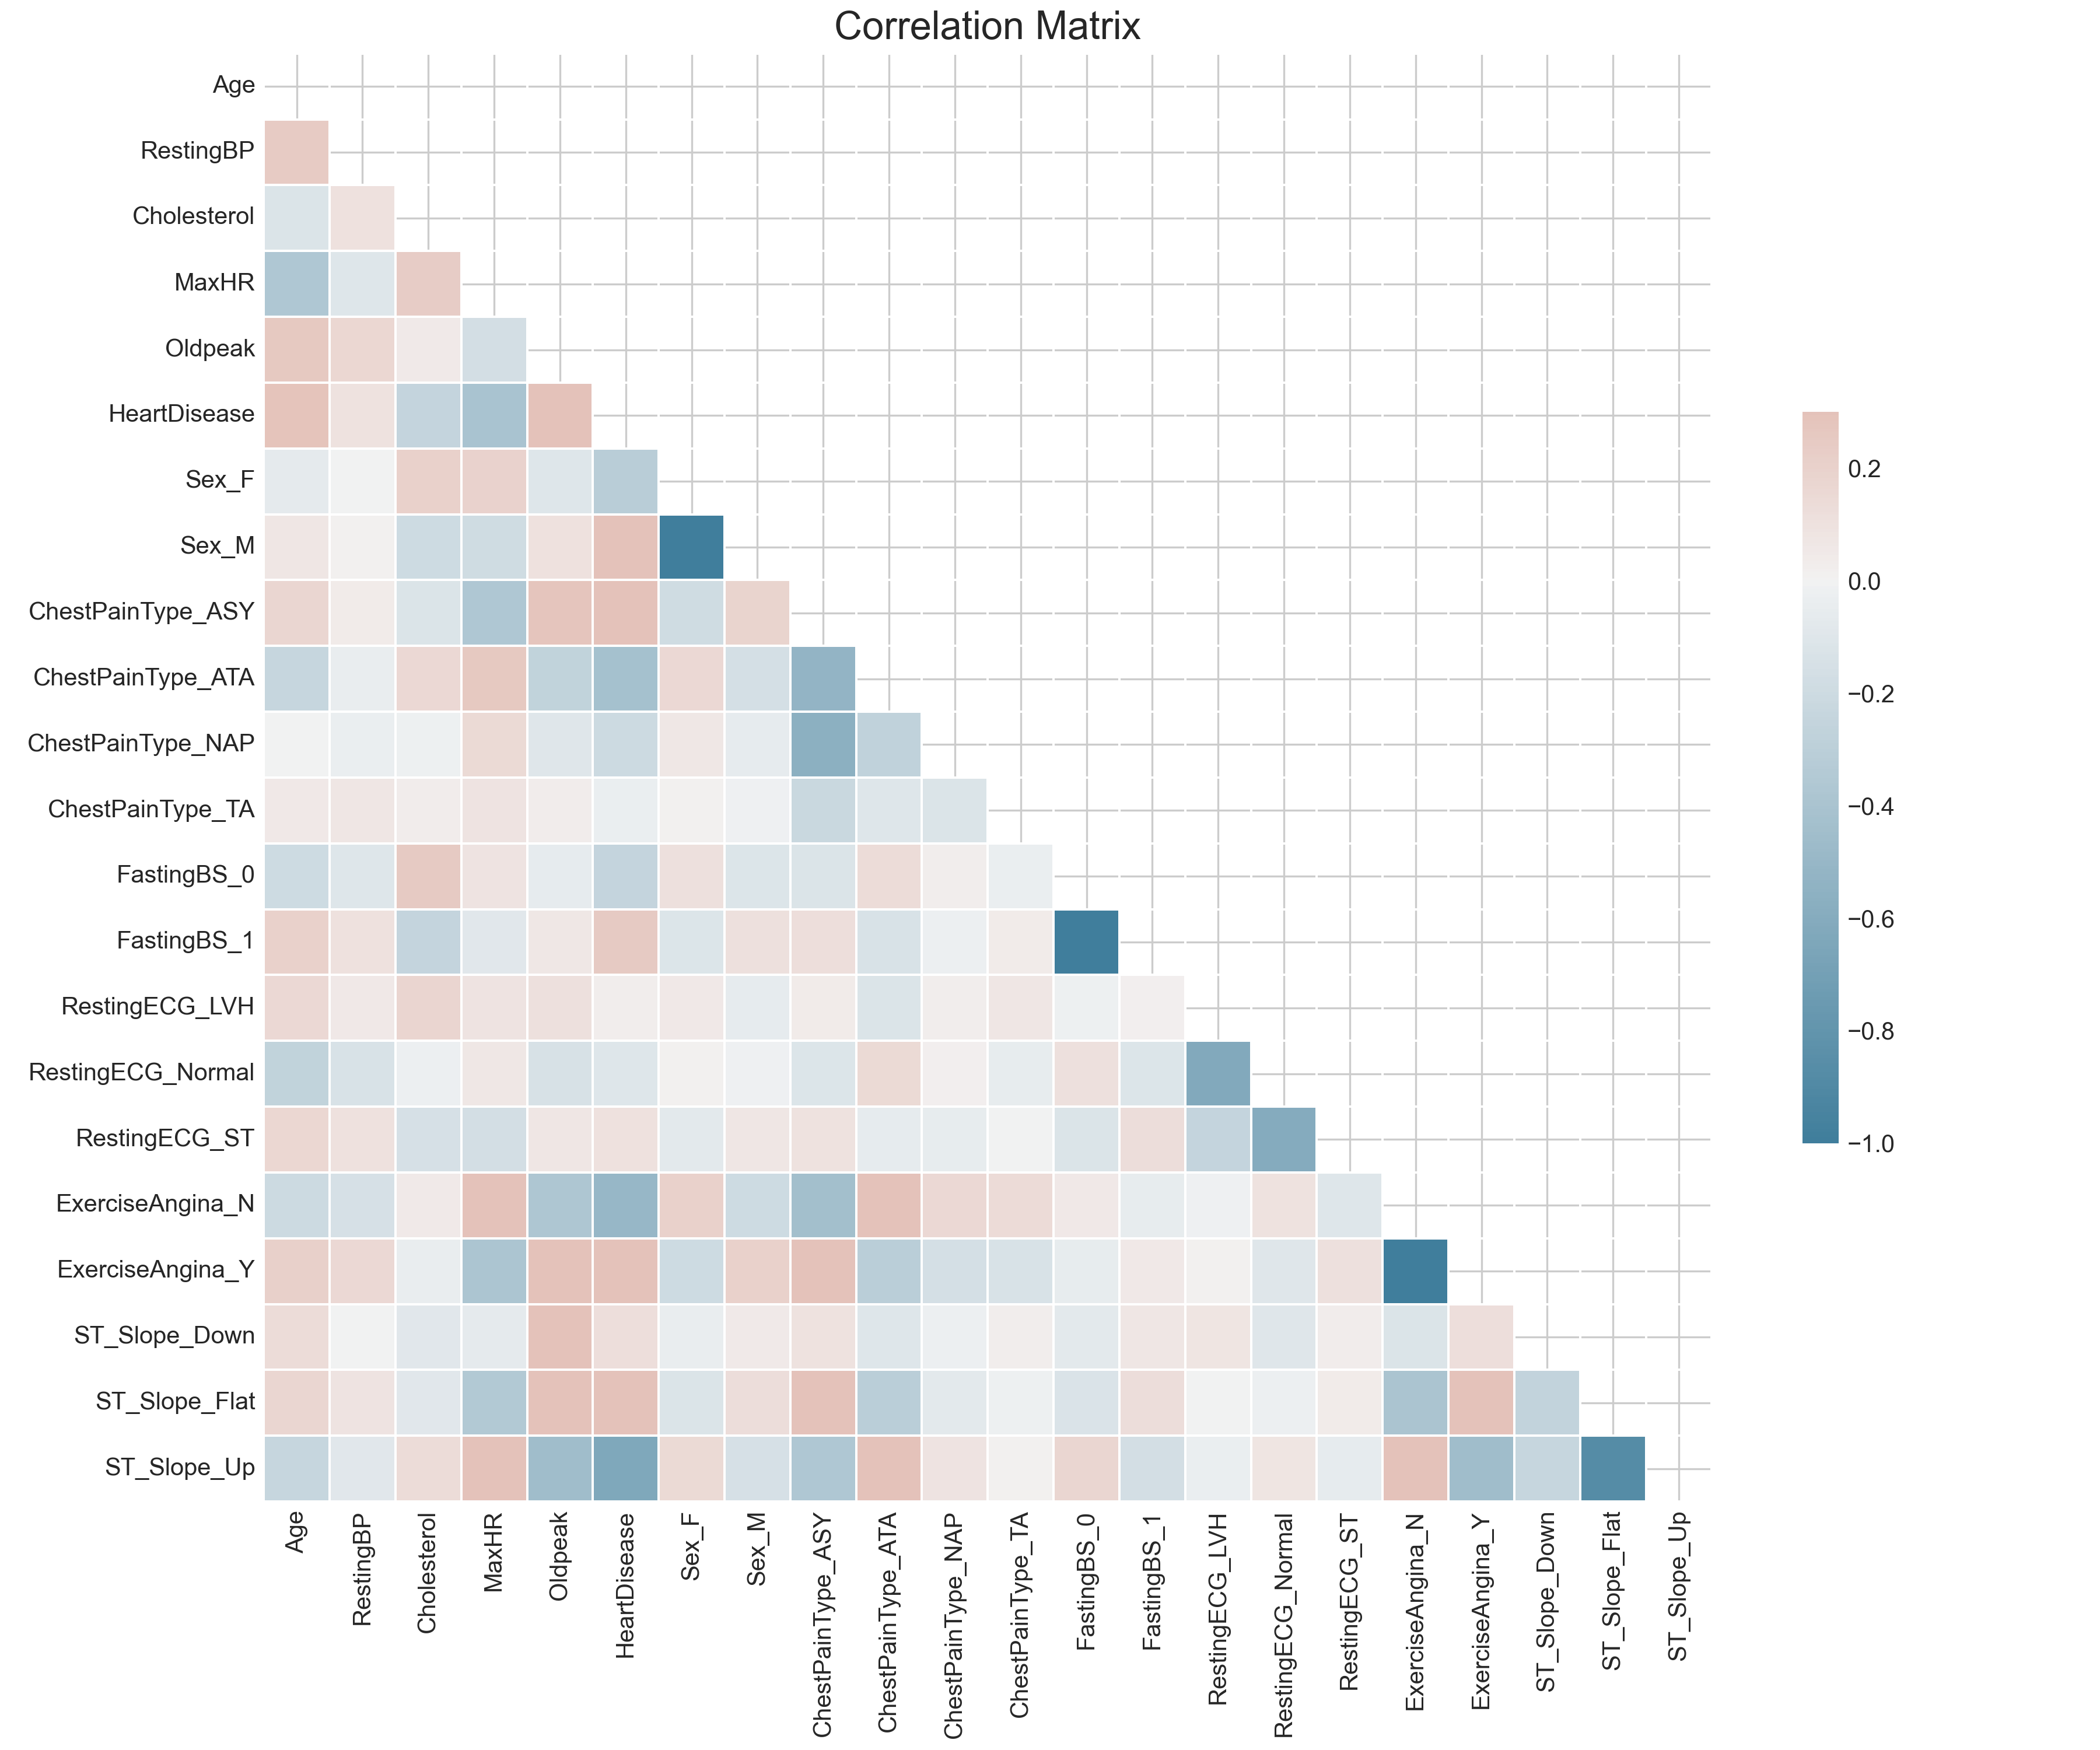 Correlation Matrix
Age
RestingBP
Cholesterol
MaxHR
Oldpeak
HeartDisease
Sex_F
Sex_M
ChestPainType_ASY
ChestPainType_ATA
ChestPainType_NAP
ChestPainType_TA
FastingBS_0
FastingBS_1
RestingECG_LVH
RestingECG_Normal
RestingECG_ST
ExerciseAngina_N
ExerciseAngina_Y
ST_Slope_Down
ST_Slope_Flat
ST_Slope_Up
Age
RestingBP
Cholesterol
MaxHR
Oldpeak
HeartDisease
Sex_F
Sex_M
ChestPainType_ASY
ChestPainType_ATA
ChestPainType_NAP
ChestPainType_TA
FastingBS_0
FastingBS_1
RestingECG_LVH
RestingECG_Normal
RestingECG_ST
ExerciseAngina_N
ExerciseAngina_Y
ST_Slope_Down
ST_Slope_Flat
ST_Slope_Up
0.2
0.0
−0.2
−0.4
−0.6
−0.8
−1.0